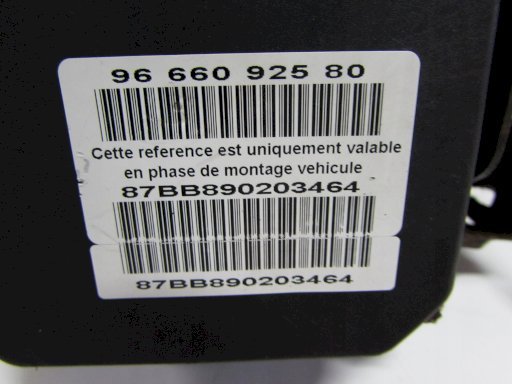 96 660 925 80
Cette reference est uniquement valable
en phase de montage vehicule
87BB890203464
87BB890203464